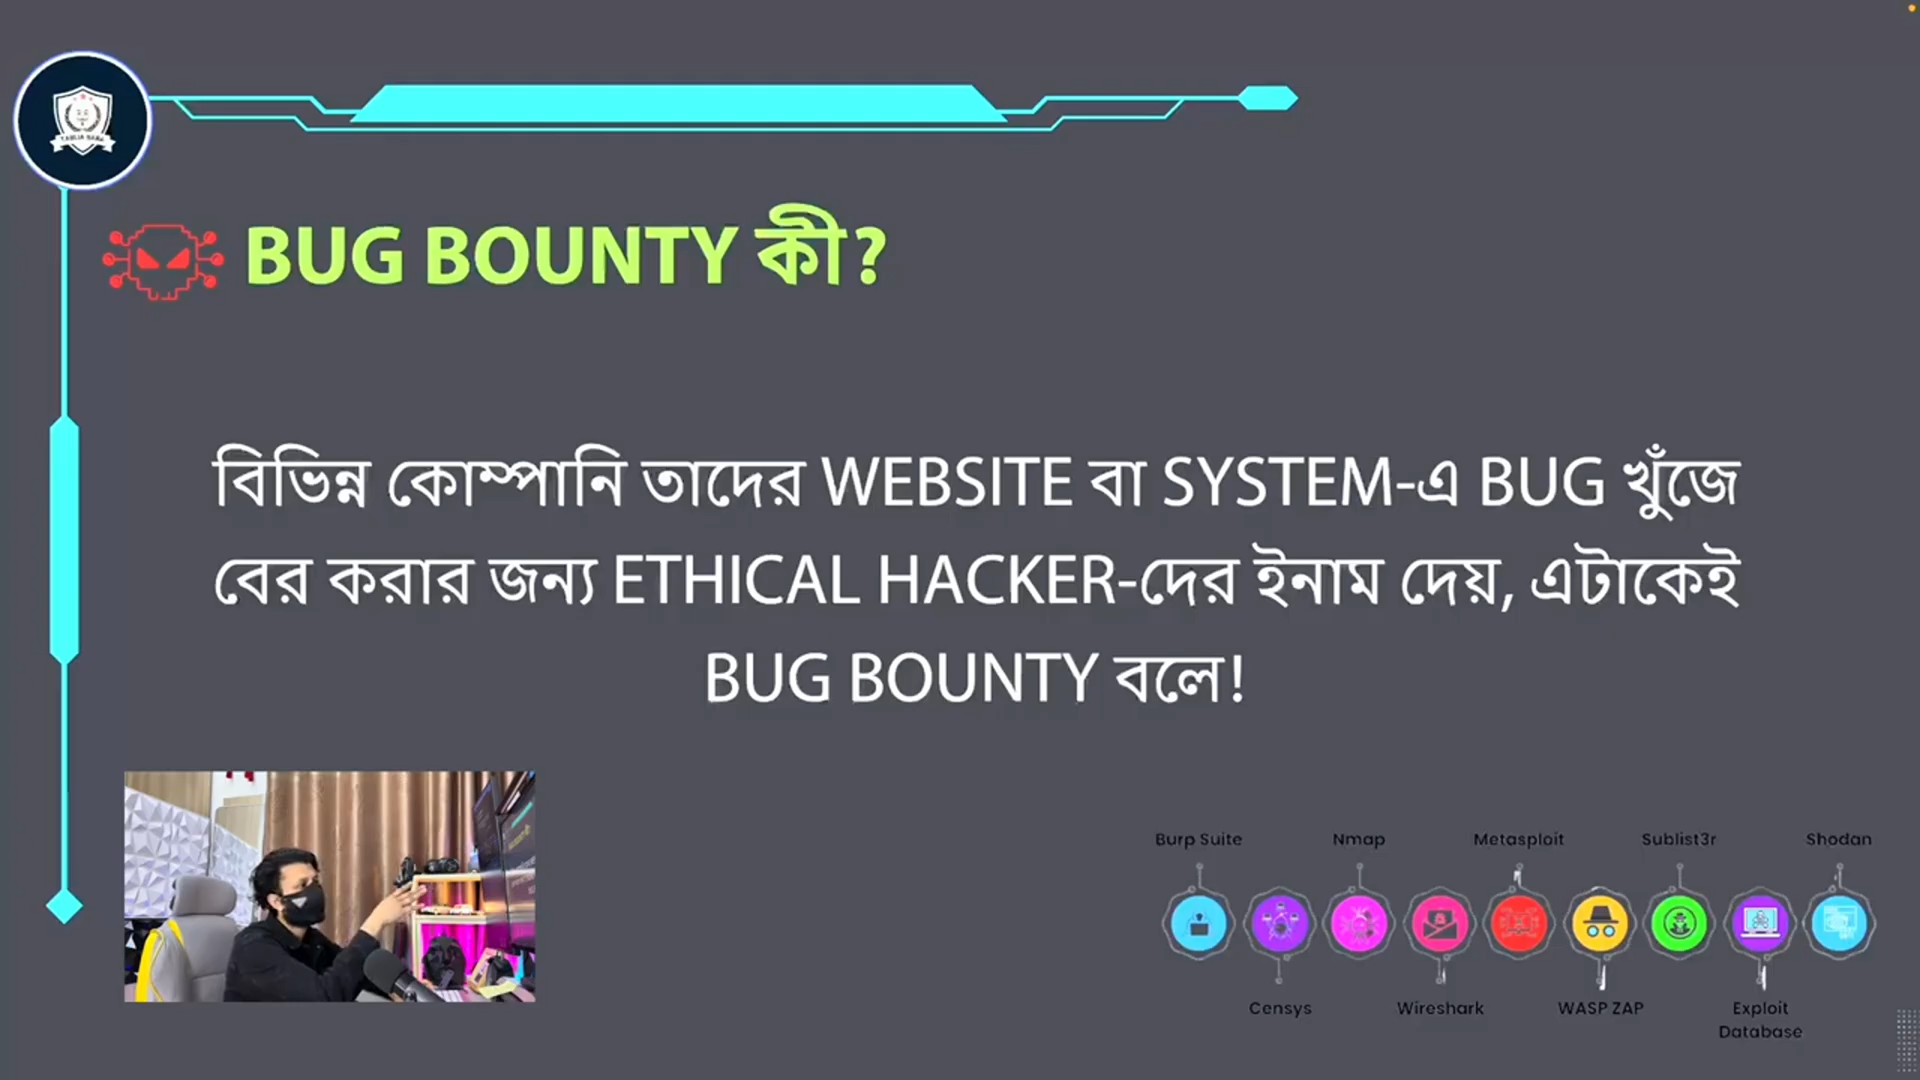 BUG BOUNTY কী?
বিভিন্ন কোম্পানি তাদের WEBSITE বা SYSTEM-এ BUG খুঁজে
বের করার জন্য ETHICAL HACKER-দের ইনাম দেয়, এটাকেই
BUG BOUNTY বলে!
Burp Suite
Nmap
Metasploit
Sublist3r
Shodan
Censys
Wireshark
WASP ZAP
Exploit
Database